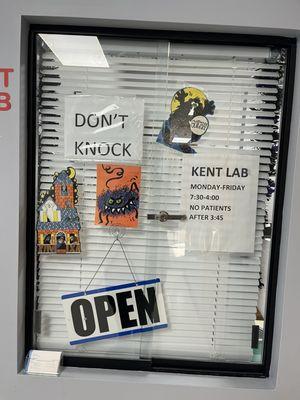 DON'T
KNOCK
KENT LAB
MONDAY-FRIDAY
7:30-4:00
NO PATIENTS
AFTER 3:45
OPEN